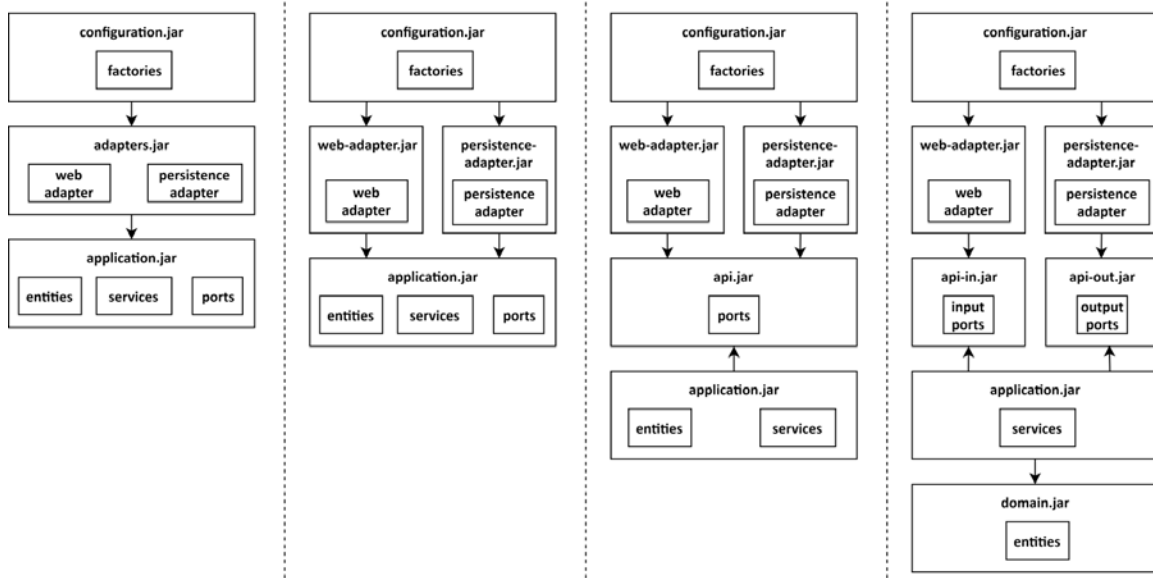 configuration.jar
factories
adapters.jar
web
adapter
persistence
adapter
application.jar
entities
services
ports
configuration.jar
factories
web-adapter.jar
web
adapter
persistence-
adapter.jar
persistence
adapter
application.jar
entities
services
ports
configuration.jar
factories
web-adapter.jar
web
adapter
persistence-
adapter.jar
persistence
adapter
api.jar
ports
application.jar
entities
services
configuration.jar
factories
web-adapter.jar
web
adapter
persistence-
adapter.jar
persistence
adapter
api-in.jar
input
ports
api-out.jar
output
ports
application.jar
services
domain.jar
entities